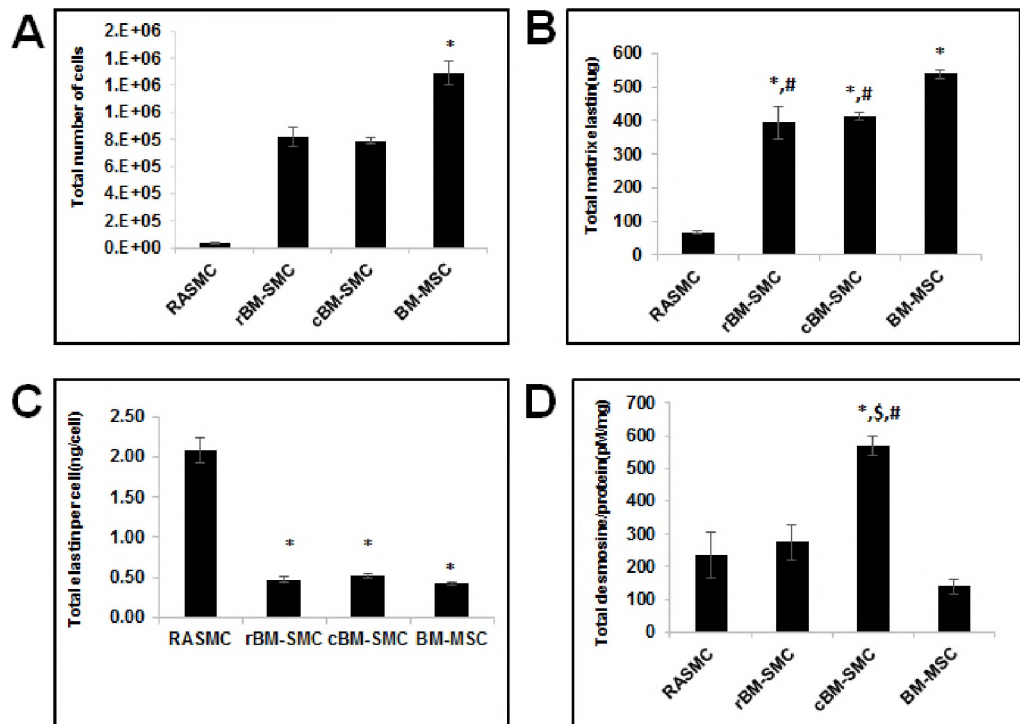 A
Total number of cells
2.E+06
1.E+06
1.E+06
1.E+06
8.E+05
6.E+05
4.E+05
2.E+05
0.E+00
*
RASMC
rBM-SMC
cBM-SMC
BM-MSC
B
Total matrix elastin(ug)
600
500
400
300
200
100
0
*,#
*,#
*
RASMC
rBM-SMC
cBM-SMC
BM-MSC
C
Total elastin per cell(ng/cell)
2.50
2.00
1.50
1.00
0.50
0.00
*
*
*
RASMC rBM-SMC cBM-SMC BM-MSC
D
Total desmosine/protein(pM/mg)
700
600
500
400
300
200
100
0
*,$,#
RASMC
rBM-SMC
cBM-SMC
BM-MSC